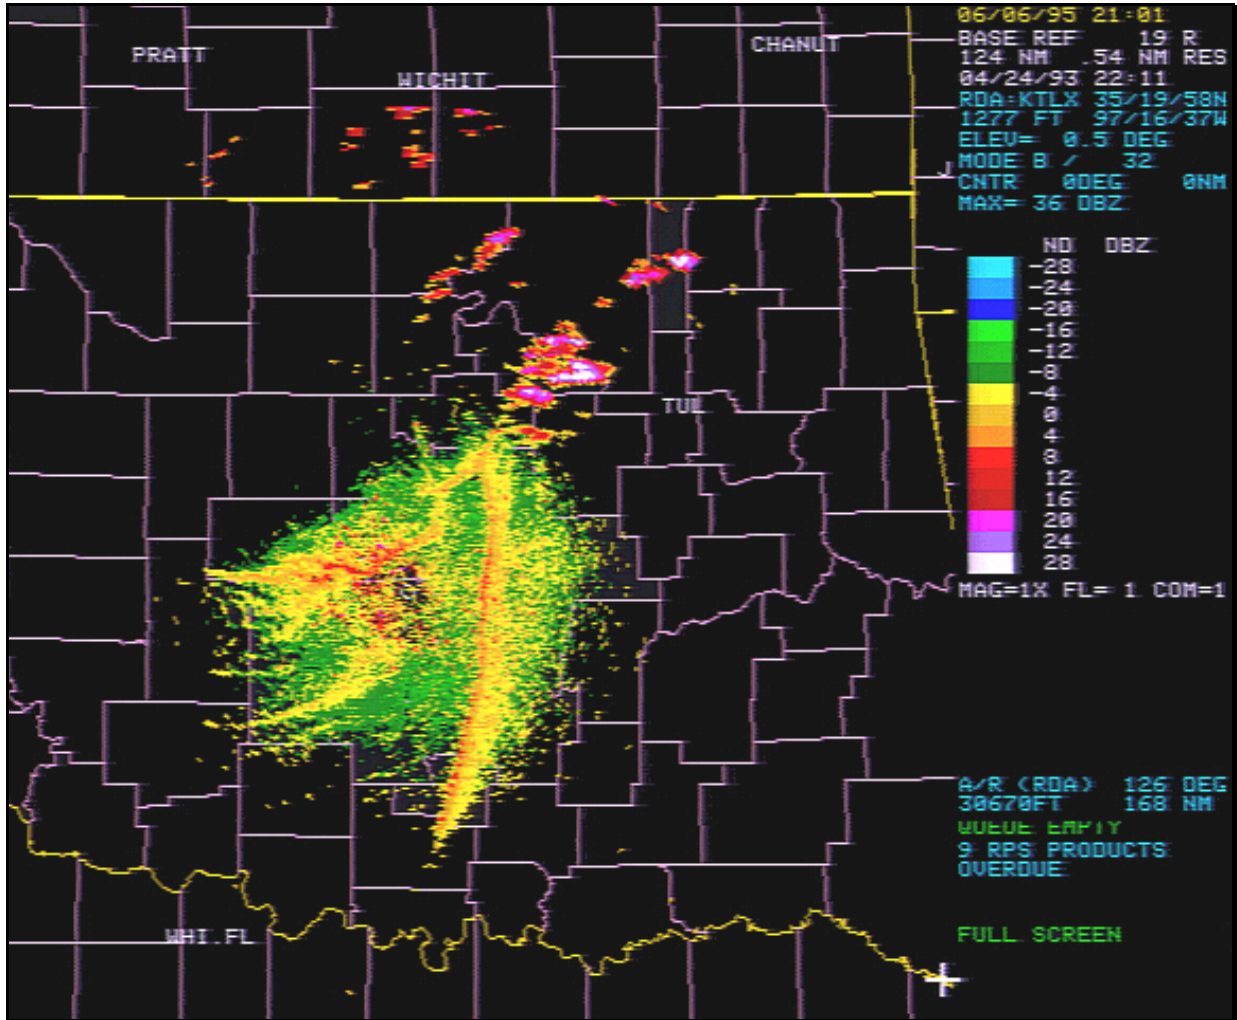 06/06/95 21:01
BASE REF 19 R
124 NM .54 NM RES
04/24/93 22:11
RDA:KTLX 35/19/58N
1277 FT 97/16/37W
ELEV= 0.5 DEG
MODE B / 32
CNTR 0DEG 0NM
MAX= 36 DBZ
ND DBZ
-28
-24
-20
-16
-12
-8
-4
0
4
8
12
16
20
24
28
MAG=1X FL= 1 COM=1
A/R (RDA) 126 DEG
30670FT 168 NM
QUEUE EMPTY
9 RPS PRODUCTS
OVERDUE
FULL SCREEN
PRATT
WICHIT
CHANUT
J
TUL
WHI.FL